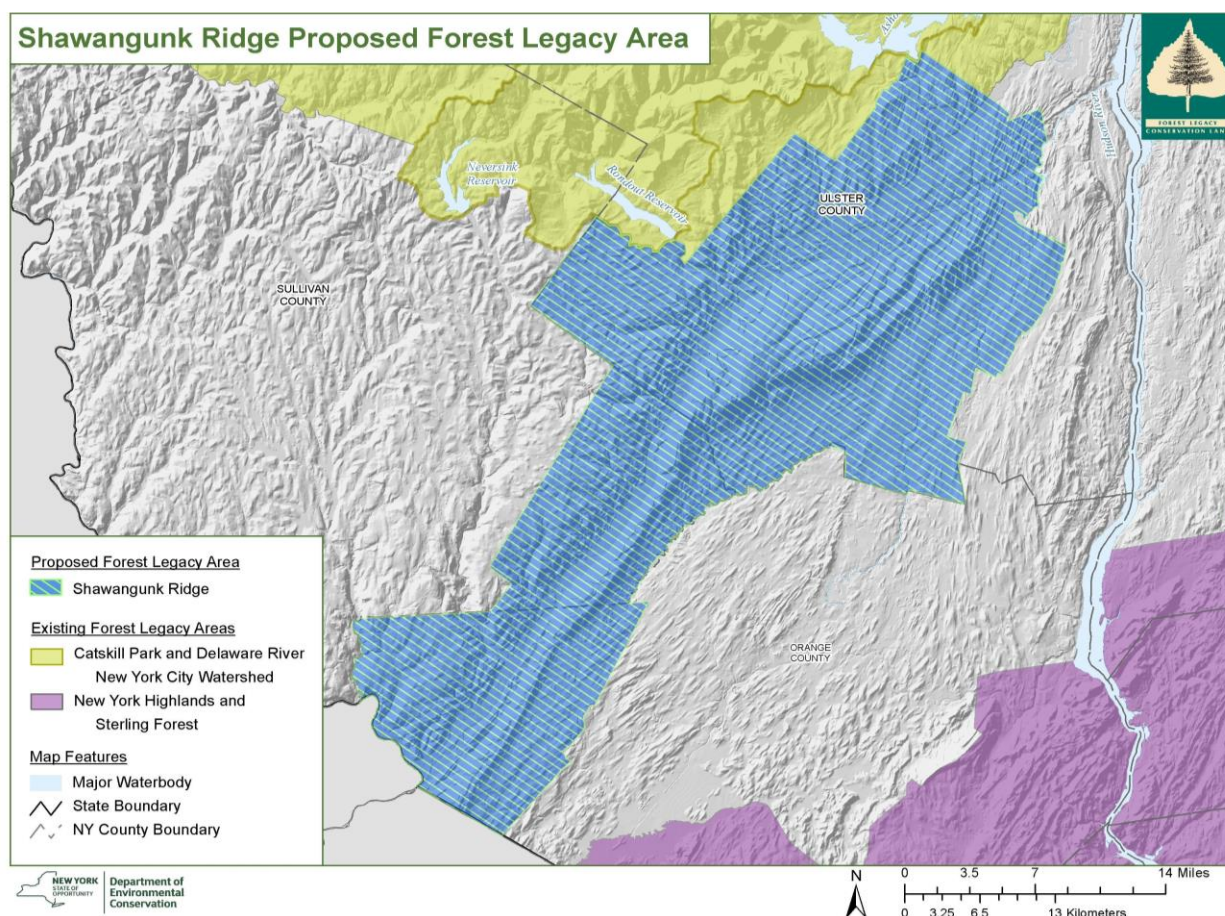 Shawangunk Ridge Proposed Forest Legacy Area
FOREST LEGACY
CONSERVATION LAND
Hudson River
Neversink
Reservoir
Rondout Reservoir
ULSTER
COUNTY
SULLIVAN
COUNTY
ORANGE
COUNTY
Proposed Forest Legacy Area
Shawangunk Ridge
Existing Forest Legacy Areas
Catskill Park and Delaware River
New York City Watershed
New York Highlands and
Sterling Forest
Map Features
Major Waterbody
State Boundary
NY County Boundary
NEW YORK
STATE OF
OPPORTUNITY
Department of
Environmental
Conservation
N
0 3.5 7 14 Miles
0 3.25 6.5 13 Kilometers